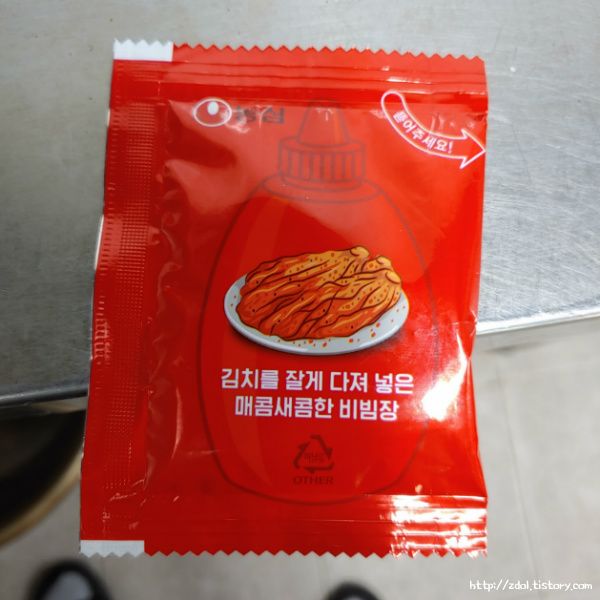 농심
뜯어주세요!
김치를 잘게 다져 넣은
매콤새콤한 비빔장
OTHER
http://zdol.tistory.com